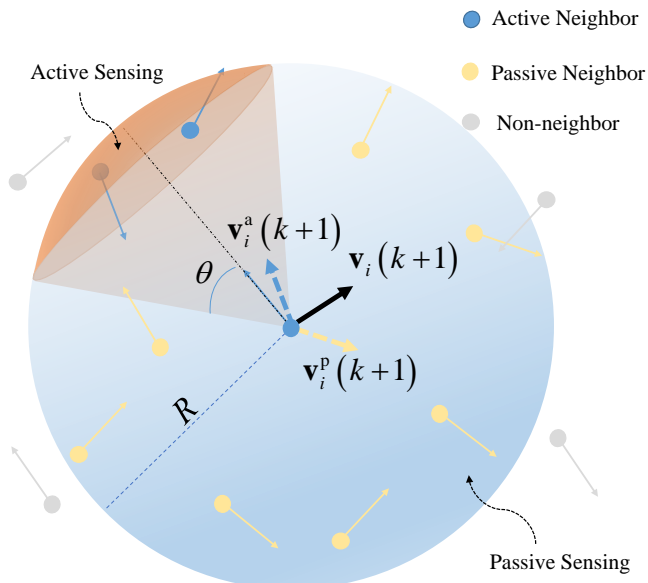 Active Neighbor
Active Sensing
Passive Neighbor
Non-neighbor
v_i^a (k+1)
v_i (k+1)
θ
v_i^p (k+1)
R
Passive Sensing